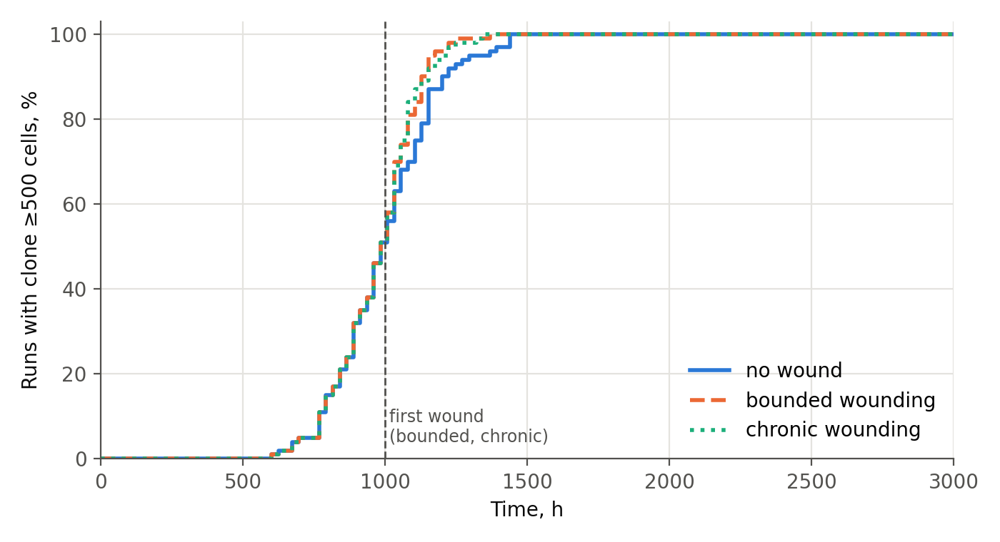 Runs with clone ≥500 cells, %
100
80
60
40
20
0
first wound
(bounded, chronic)
no wound
bounded wounding
chronic wounding
0 500 1000 1500 2000 2500 3000
Time, h